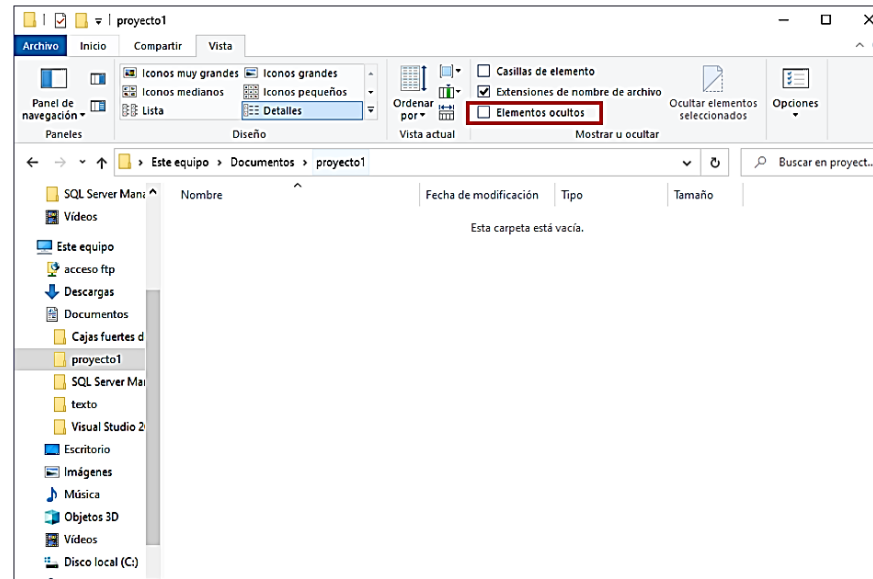 proyecto1
Archivo Inicio Compartir Vista
Panel de navegación
Iconos muy grandes Iconos grandes
Iconos medianos Iconos pequeños
Lista Detalles
Ordenar por
Casillas de elemento
Extensiones de nombre de archivo
Elementos ocultos
Ocultar elementos seleccionados
Opciones
Paneles Diseño Vista actual Mostrar u ocultar
Este equipo > Documentos > proyecto1
Buscar en proyect...
Nombre Fecha de modificación Tipo Tamaño
Esta carpeta está vacía.
SQL Server Mana
Vídeos
Este equipo
acceso ftp
Descargas
Documentos
Cajas fuertes d
proyecto1
SQL Server Mar
texto
Visual Studio 2
Escritorio
Imágenes
Música
Objetos 3D
Vídeos
Disco local (C:)